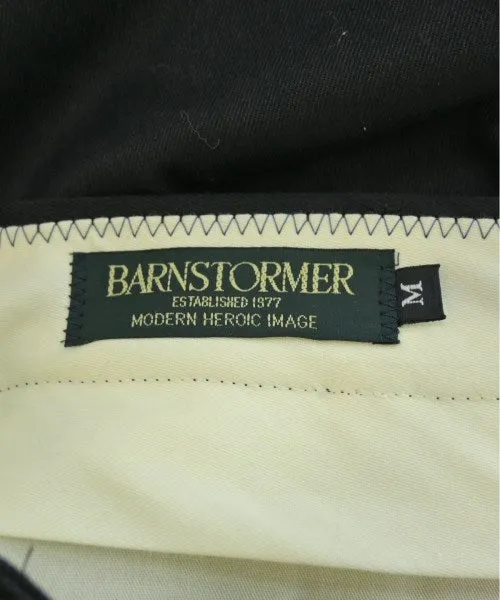 BARNSTORMER
ESTABLISHED 1977
MODERN HEROIC IMAGE
M